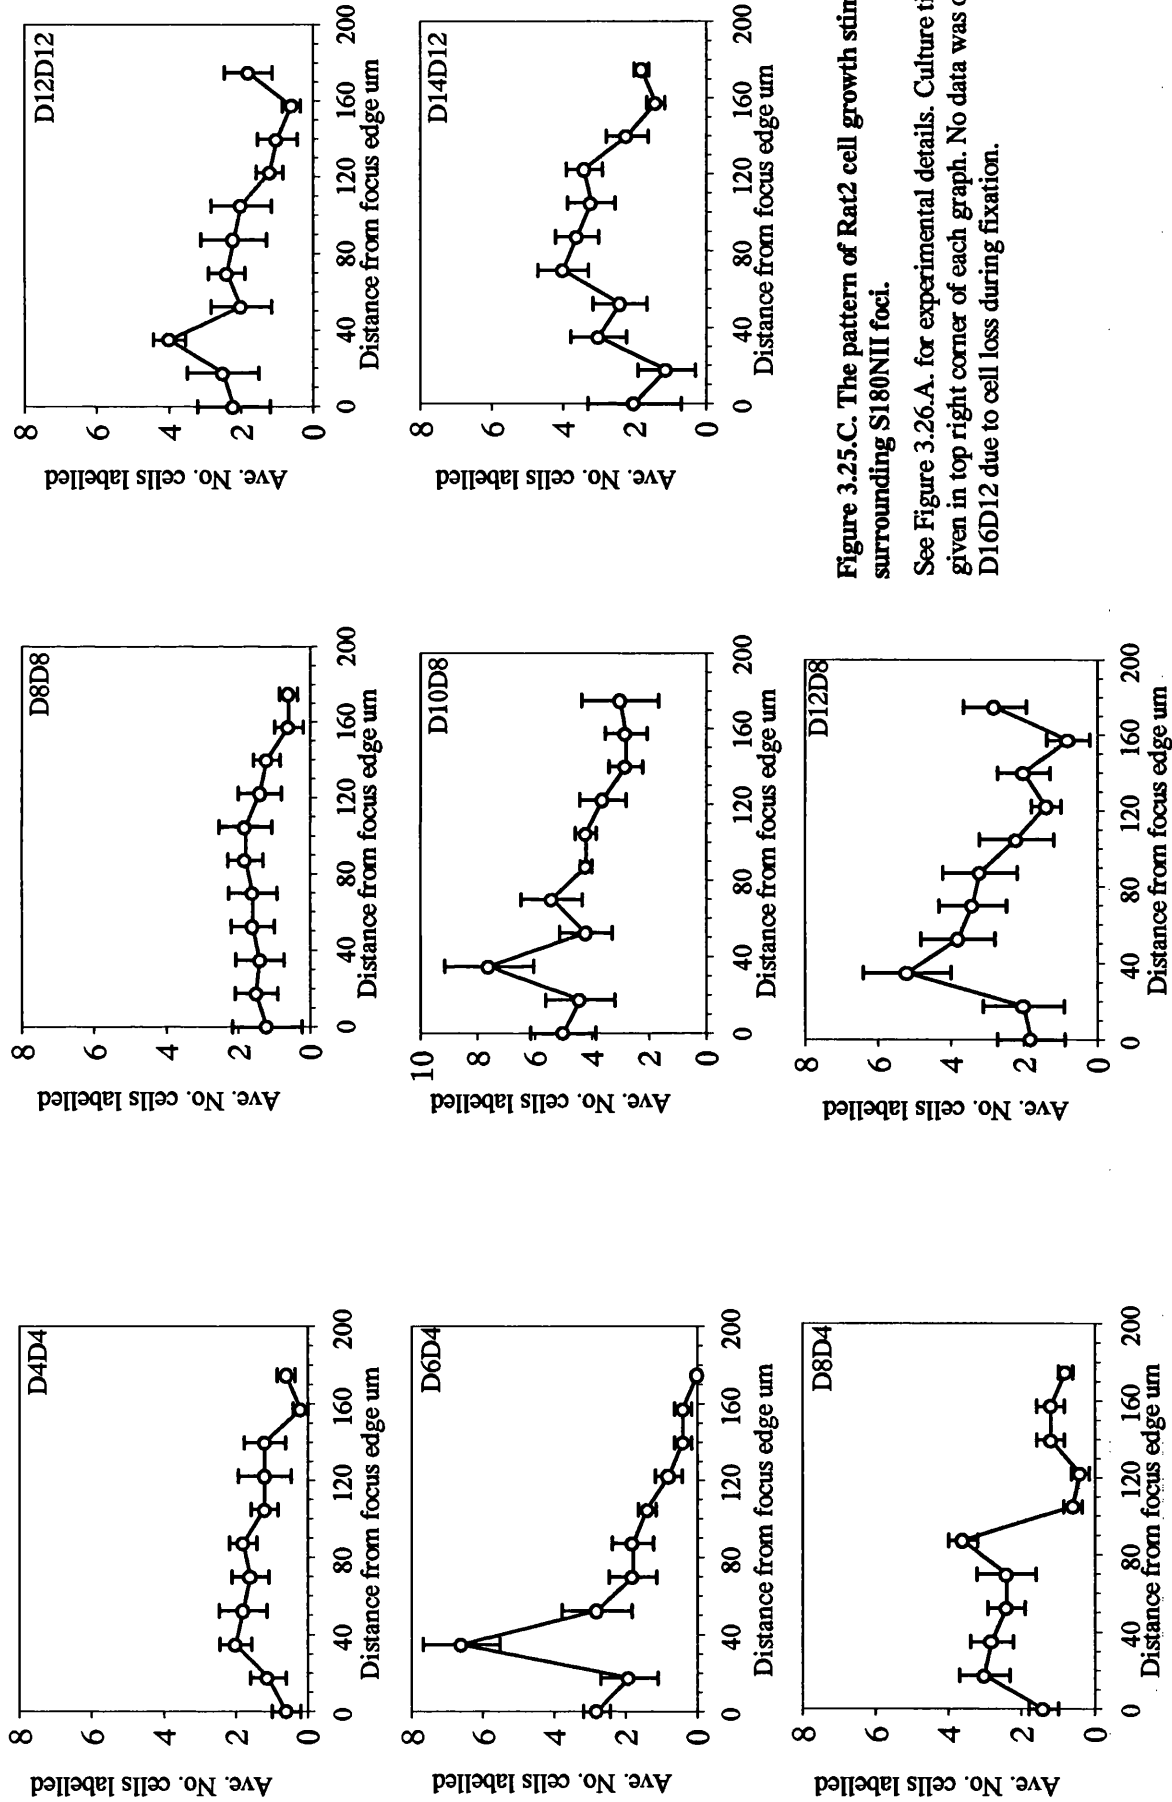 D4D4
Ave. No. cells labelled
8
6
4
2
0
0 40 80 120 160 200
Distance from focus edge um
D8D8
Ave. No. cells labelled
8
6
4
2
0
0 40 80 120 160 200
Distance from focus edge um
D12D12
Ave. No. cells labelled
8
6
4
2
0
0 40 80 120 160 200
Distance from focus edge um
D6D4
Ave. No. cells labelled
8
6
4
2
0
0 40 80 120 160 200
Distance from focus edge um
D10D8
Ave. No. cells labelled
10
8
6
4
2
0
0 40 80 120 160 200
Distance from focus edge um
D14D12
Ave. No. cells labelled
8
6
4
2
0
0 40 80 120 160 200
Distance from focus edge um
D8D4
Ave. No. cells labelled
8
6
4
2
0
0 40 80 120 160 200
Distance from focus edge um
D12D8
Ave. No. cells labelled
8
6
4
2
0
0 40 80 120 160 200
Distance from focus edge um
Figure 3.25.C. The pattern of Rat2 cell growth stim
surrounding S180NII foci.
See Figure 3.26.A. for experimental details. Culture ti
given in top right corner of each graph. No data was
D16D12 due to cell loss during fixation.